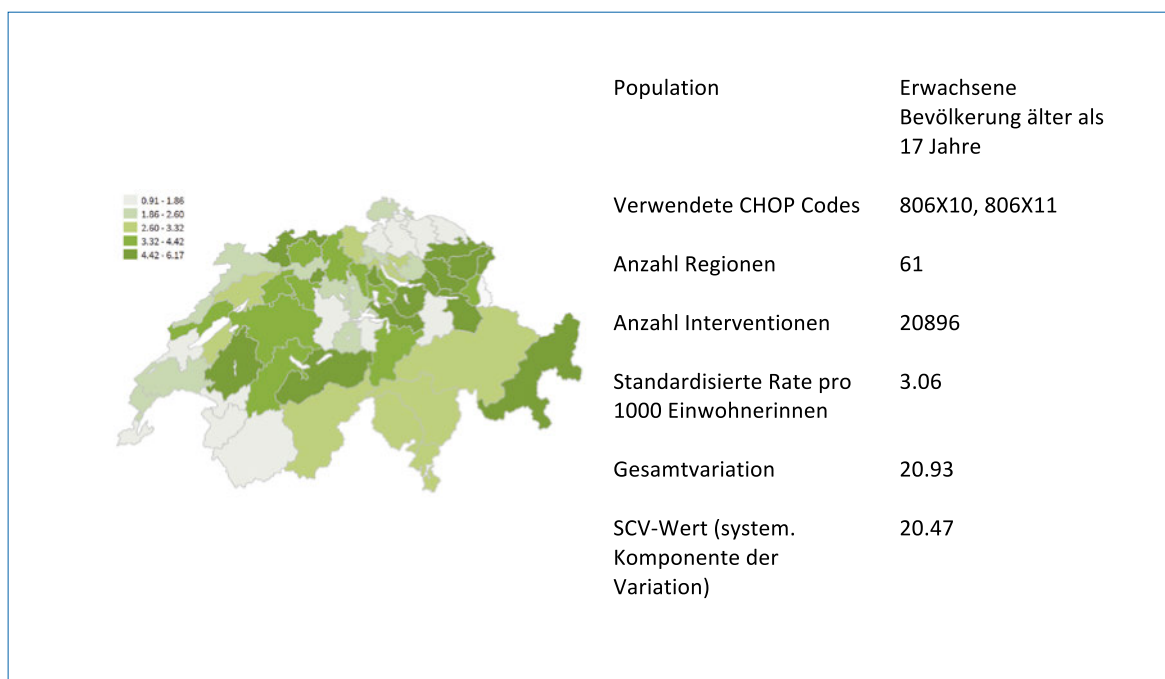 0.91 - 1.86
1.86 - 2.60
2.60 - 3.32
3.32 - 4.42
4.42 - 6.17
Population
Erwachsene
Bevölkerung älter als
17 Jahre
Verwendete CHOP Codes
806X10, 806X11
Anzahl Regionen
61
Anzahl Interventionen
20896
Standardisierte Rate pro
1000 Einwohnerinnen
3.06
Gesamtvariation
20.93
SCV-Wert (system.
Komponente der
Variation)
20.47